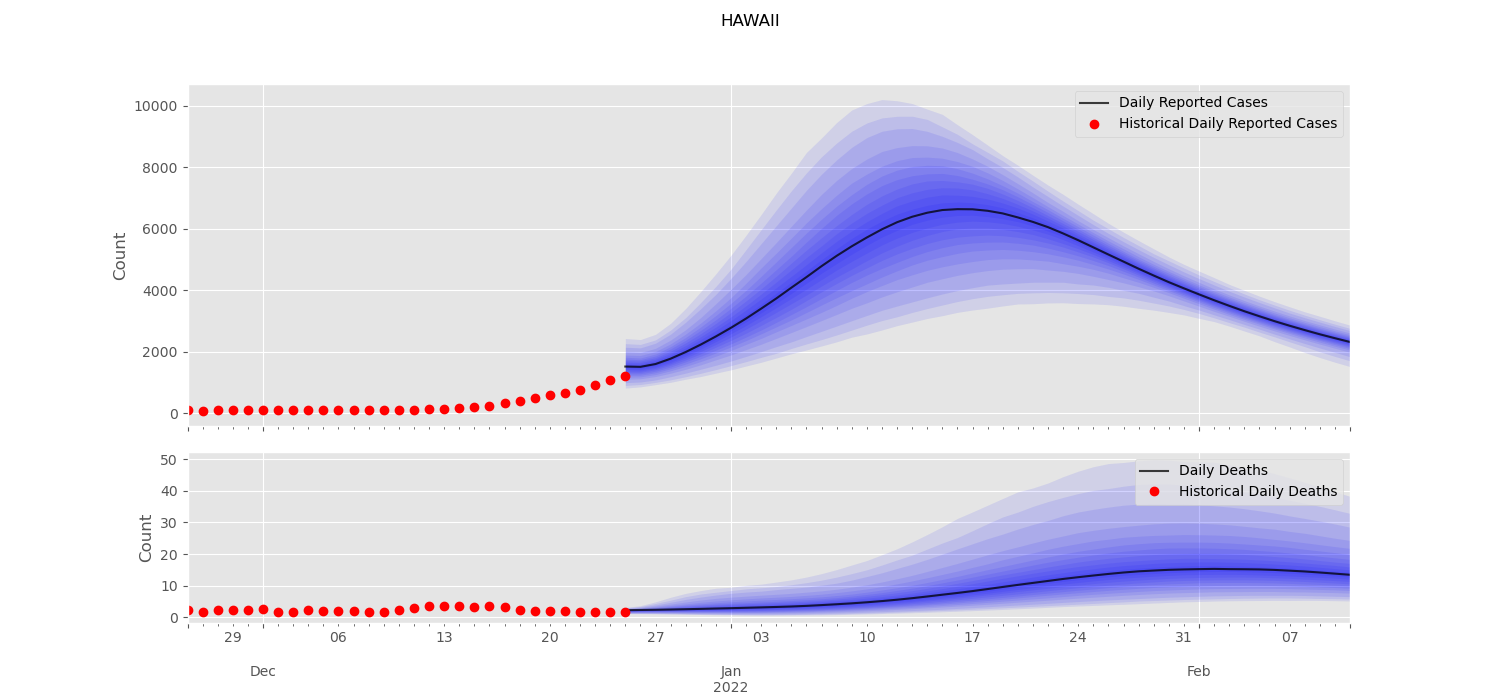 HAWAII
10000
8000
6000
4000
2000
0
Count
Daily Reported Cases
Historical Daily Reported Cases
50
40
30
20
10
0
Count
Daily Deaths
Historical Daily Deaths
29 06 13 20 27 03 10 17 24 31 07
Dec Jan Feb
2022